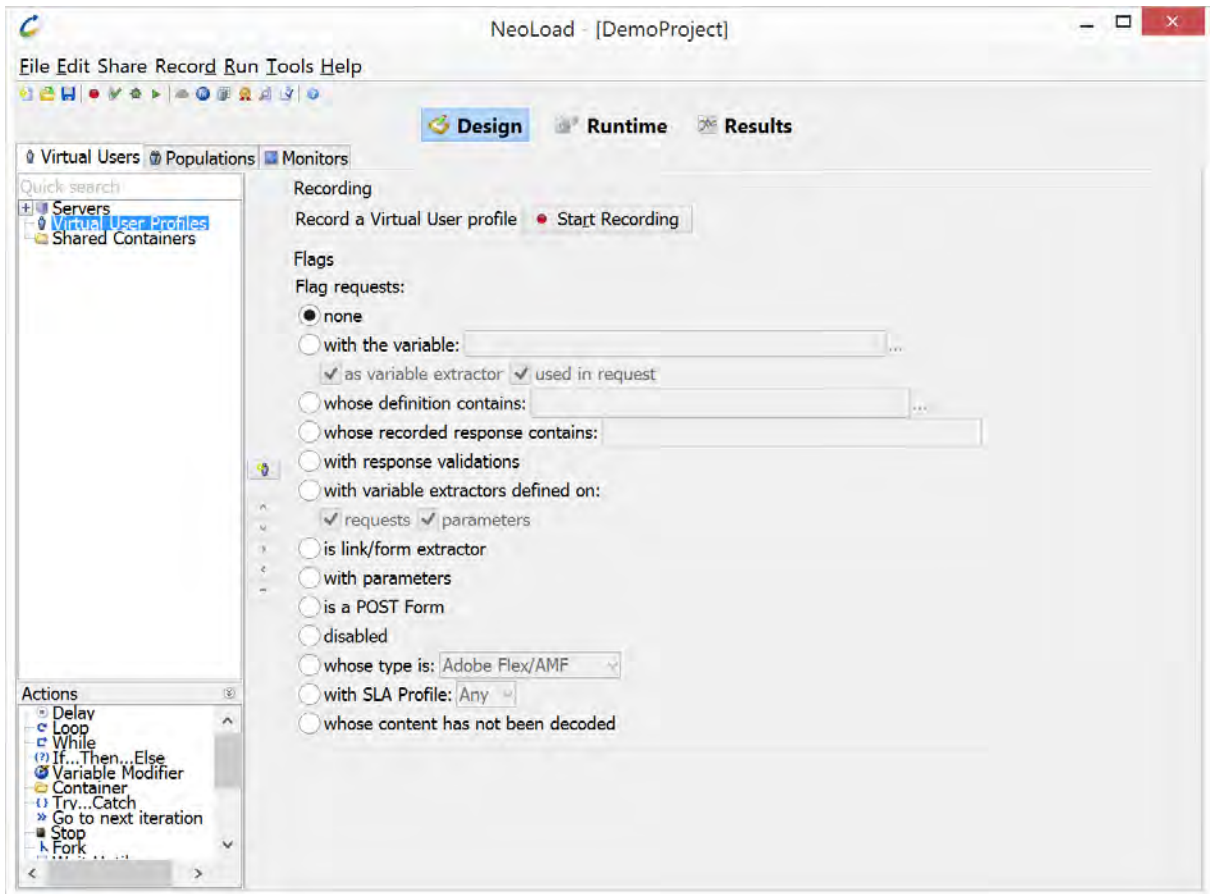 NeoLoad - [DemoProject]
File Edit Share Record Run Tools Help
Design Runtime Results
Virtual Users Populations Monitors
Quick search
Servers
Virtual User Profiles
Shared Containers
Recording
Record a Virtual User profile Start Recording
Flags
Flag requests:
none
with the variable: ...
as variable extractor used in request
whose definition contains: ...
whose recorded response contains:
with response validations
with variable extractors defined on:
requests parameters
is link/form extractor
with parameters
is a POST Form
disabled
whose type is: Adobe Flex/AMF
with SLA Profile: Any
whose content has not been decoded
Actions
Delay
Loop
While
If...Then...Else
Variable Modifier
Container
Try...Catch
Go to next iteration
Stop
Fork